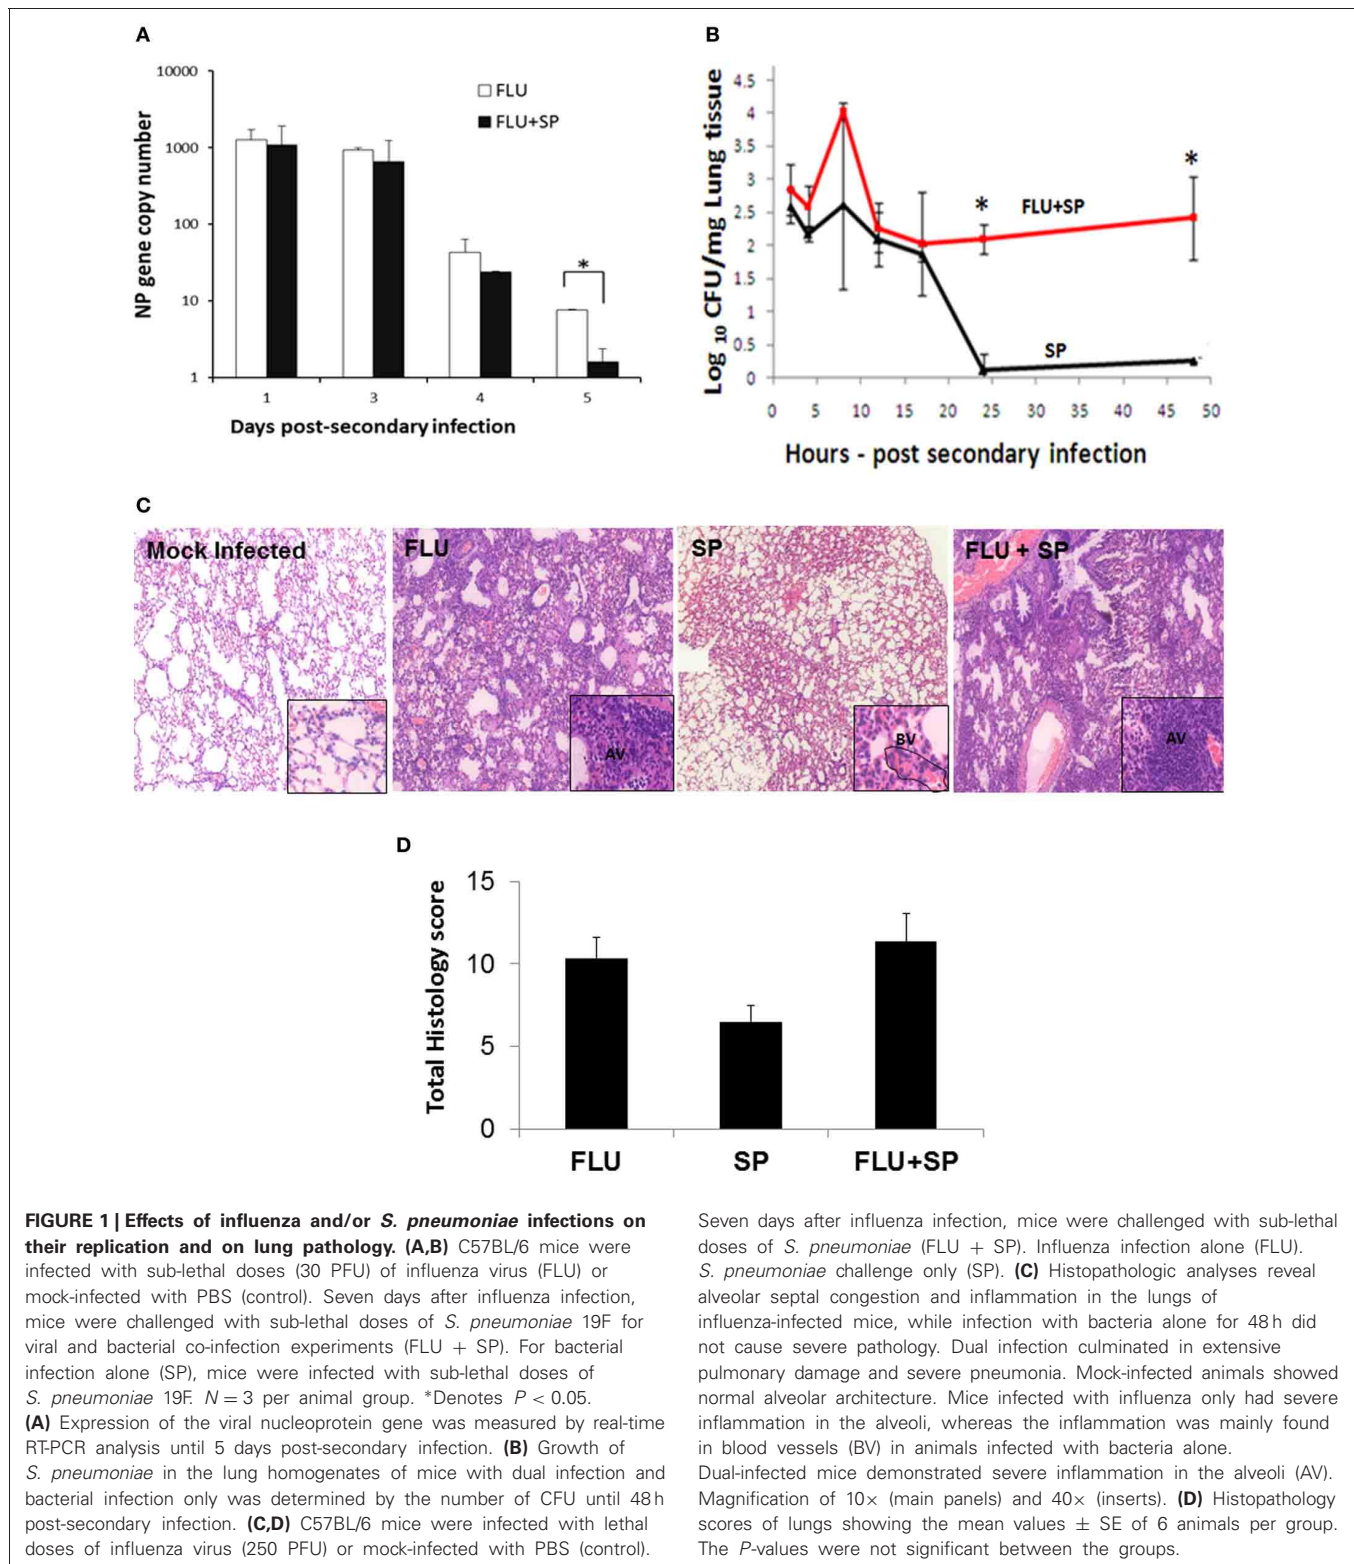 A
10000
1000
100
10
1
NP gene copy number
FLU
FLU+SP
*
1 3 4 5
Days post-secondary infection
B
4.5
4
3.5
3
2.5
2
1.5
1
0.5
0
Log 10 CFU/mg Lung tissue
*
*
FLU+SP
SP
0 5 10 15 20 25 30 35 40 45 50
Hours - post secondary infection
C
Mock Infected
FLU
AV
SP
BV
FLU + SP
AV
D
15
10
5
0
Total Histology score
FLU SP FLU+SP
FIGURE 1 | Effects of influenza and/or S. pneumoniae infections on
their replication and on lung pathology. (A,B) C57BL/6 mice were
infected with sub-lethal doses (30 PFU) of influenza virus (FLU) or
mock-infected with PBS (control). Seven days after influenza infection,
mice were challenged with sub-lethal doses of S. pneumoniae 19F for
viral and bacterial co-infection experiments (FLU + SP). For bacterial
infection alone (SP), mice were infected with sub-lethal doses of
S. pneumoniae 19F. N = 3 per animal group. *Denotes P < 0.05.
(A) Expression of the viral nucleoprotein gene was measured by real-time
RT-PCR analysis until 5 days post-secondary infection. (B) Growth of
S. pneumoniae in the lung homogenates of mice with dual infection and
bacterial infection only was determined by the number of CFU until 48 h
post-secondary infection. (C,D) C57BL/6 mice were infected with lethal
doses of influenza virus (250 PFU) or mock-infected with PBS (control).
Seven days after influenza infection, mice were challenged with sub-lethal
doses of S. pneumoniae (FLU + SP). Influenza infection alone (FLU).
S. pneumoniae challenge only (SP). (C) Histopathologic analyses reveal
alveolar septal congestion and inflammation in the lungs of
influenza-infected mice, while infection with bacteria alone for 48 h did
not cause severe pathology. Dual infection culminated in extensive
pulmonary damage and severe pneumonia. Mock-infected animals showed
normal alveolar architecture. Mice infected with influenza only had severe
inflammation in the alveoli, whereas the inflammation was mainly found
in blood vessels (BV) in animals infected with bacteria alone.
Dual-infected mice demonstrated severe inflammation in the alveoli (AV).
Magnification of 10× (main panels) and 40× (inserts). (D) Histopathology
scores of lungs showing the mean values ± SE of 6 animals per group.
The P-values were not significant between the groups.